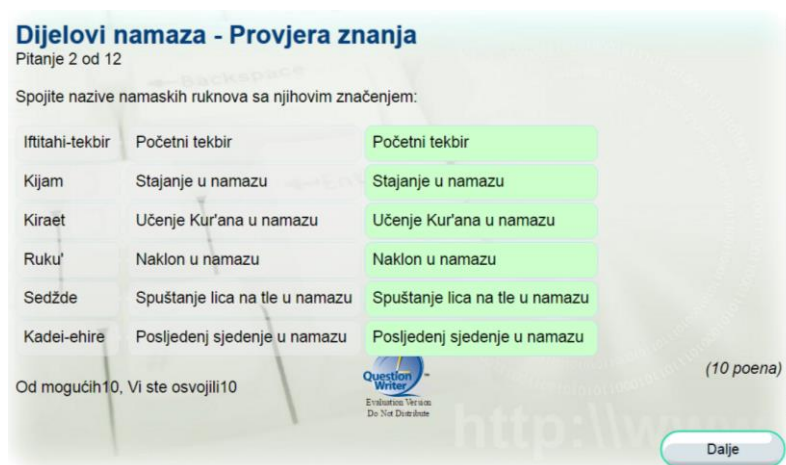 Dijelovi namaza - Provjera znanja
Pitanje 2 od 12
Backspace
Spojite nazive namaskih ruknova sa njihovim značenjem:
Iftitahi-tekbir Početni tekbir Početni tekbir
Kijam Stajanje u namazu Stajanje u namazu
Kiraet Učenje Kur'ana u namazu Učenje Kur'ana u namazu
Ruku' Naklon u namazu Naklon u namazu
Sedžde Spuštanje lica na tle u namazu Spuštanje lica na tle u namazu
Kadei-ehire Posljedenj sjedenje u namazu Posljedenj sjedenje u namazu
(10 poena)
Od mogućih10, Vi ste osvojili10
Question
Writer
Evaluation Version
Do Not Distribute
http:\\w
Dalje